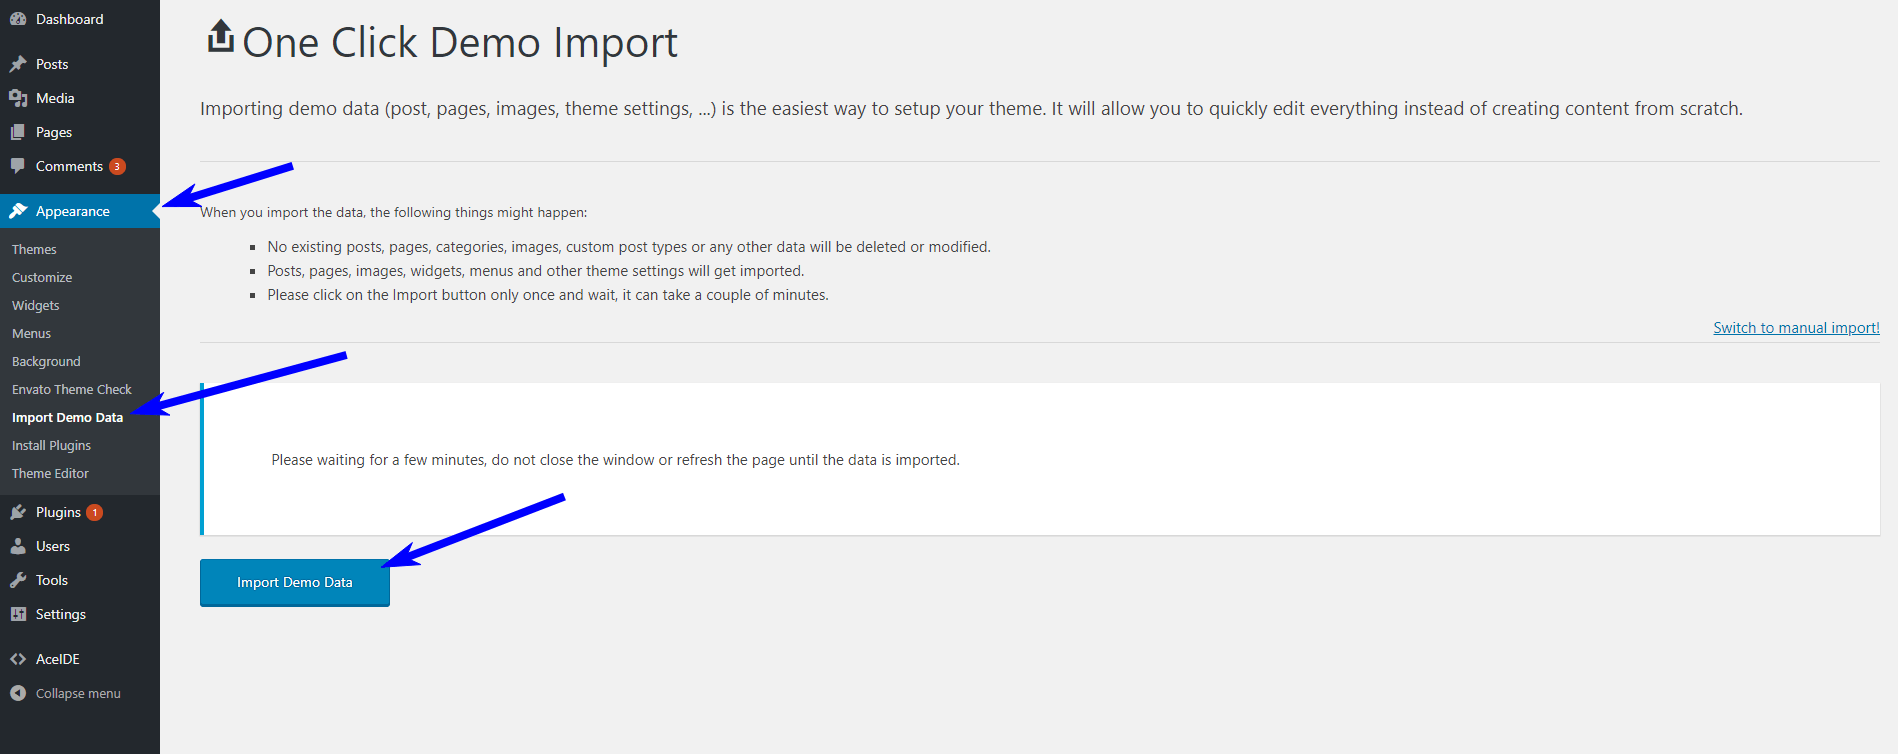 Dashboard
Posts
Media
Pages
Comments 3
Appearance
Themes
Customize
Widgets
Menus
Background
Envato Theme Check
Import Demo Data
Install Plugins
Theme Editor
Plugins 1
Users
Tools
Settings
AceIDE
Collapse menu
One Click Demo Import
Importing demo data (post, pages, images, theme settings, ...) is the easiest way to setup your theme. It will allow you to quickly edit everything instead of creating content from scratch.
When you import the data, the following things might happen:
No existing posts, pages, categories, images, custom post types or any other data will be deleted or modified.
Posts, pages, images, widgets, menus and other theme settings will get imported.
Please click on the Import button only once and wait, it can take a couple of minutes.
Switch to manual import!
Please waiting for a few minutes, do not close the window or refresh the page until the data is imported.
Import Demo Data